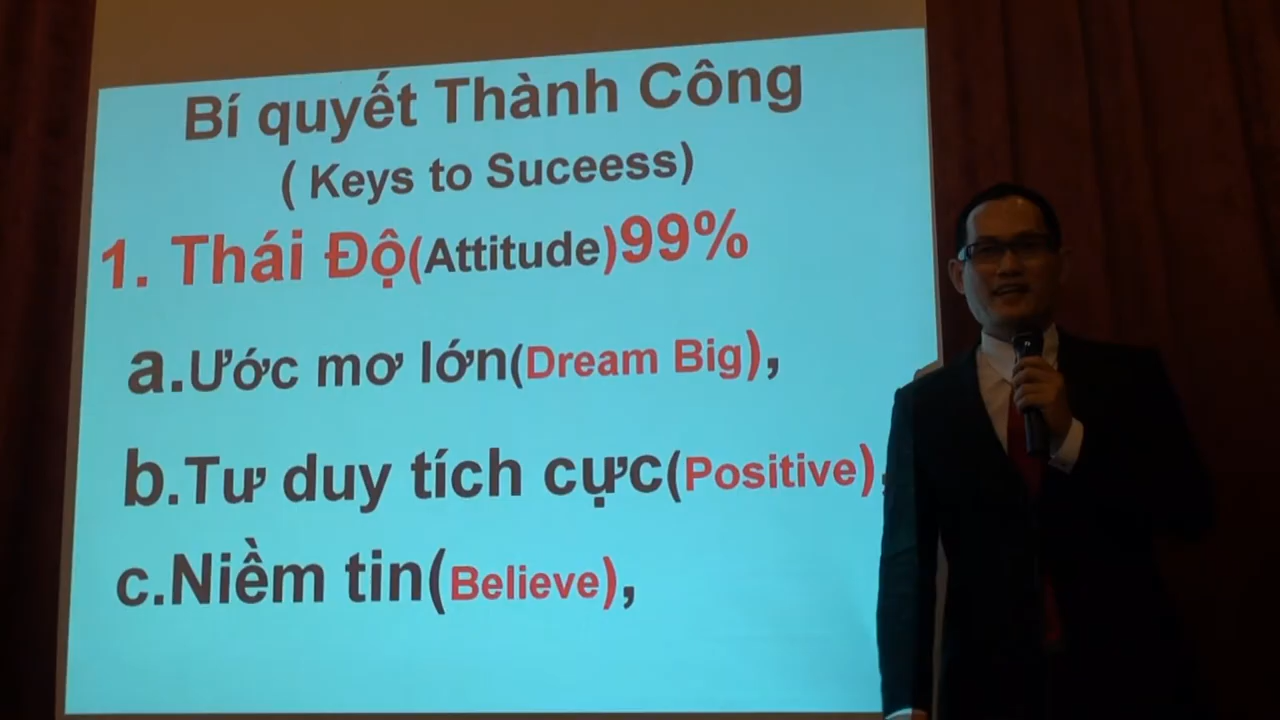 Bí quyết Thành Công
( Keys to Suceess)
1. Thái Độ(Attitude)99%
a.Ước mơ lớn(Dream Big),
b.Tư duy tích cực(Positive),
c.Niềm tin(Believe),